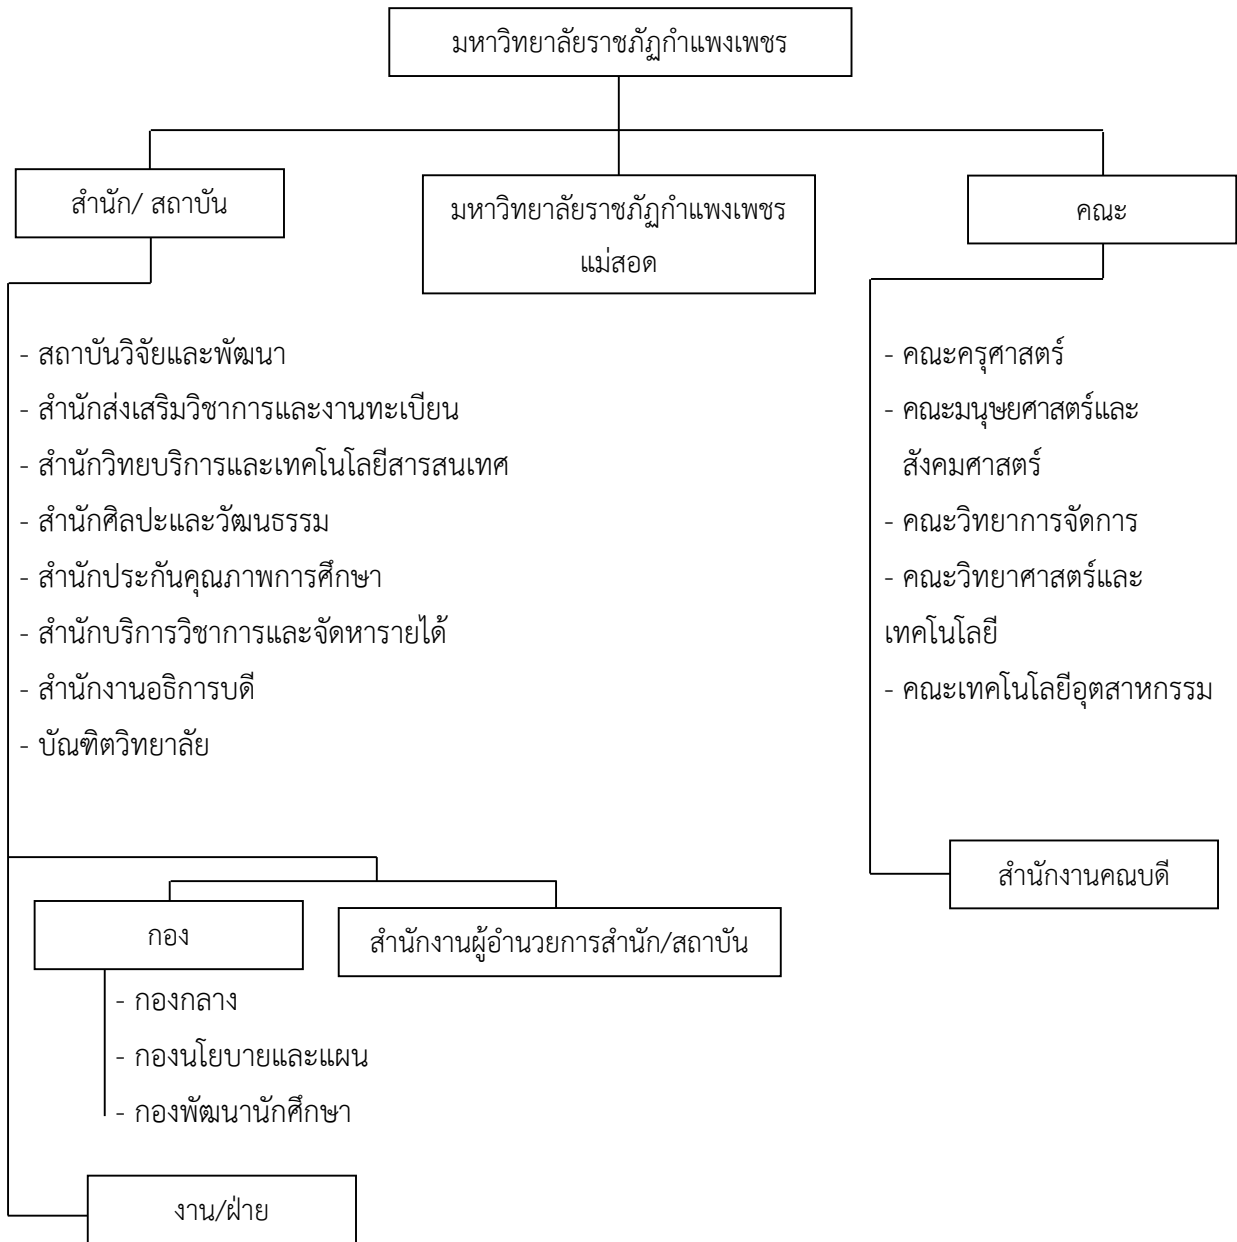 มหาวิทยาลัยราชภัฏกำแพงเพชร
สำนัก/ สถาบัน
มหาวิทยาลัยราชภัฏกำแพงเพชร
แม่สอด
คณะ
- สถาบันวิจัยและพัฒนา
- สำนักส่งเสริมวิชาการและงานทะเบียน
- สำนักวิทยบริการและเทคโนโลยีสารสนเทศ
- สำนักศิลปะและวัฒนธรรม
- สำนักประกันคุณภาพการศึกษา
- สำนักบริการวิชาการและจัดหารายได้
- สำนักงานอธิการบดี
- บัณฑิตวิทยาลัย
- คณะครุศาสตร์
- คณะมนุษยศาสตร์และ
สังคมศาสตร์
- คณะวิทยาการจัดการ
- คณะวิทยาศาสตร์และ
เทคโนโลยี
- คณะเทคโนโลยีอุตสาหกรรม
สำนักงานคณบดี
กอง
สำนักงานผู้อำนวยการสำนัก/สถาบัน
- กองกลาง
- กองนโยบายและแผน
- กองพัฒนานักศึกษา
งาน/ฝ่าย